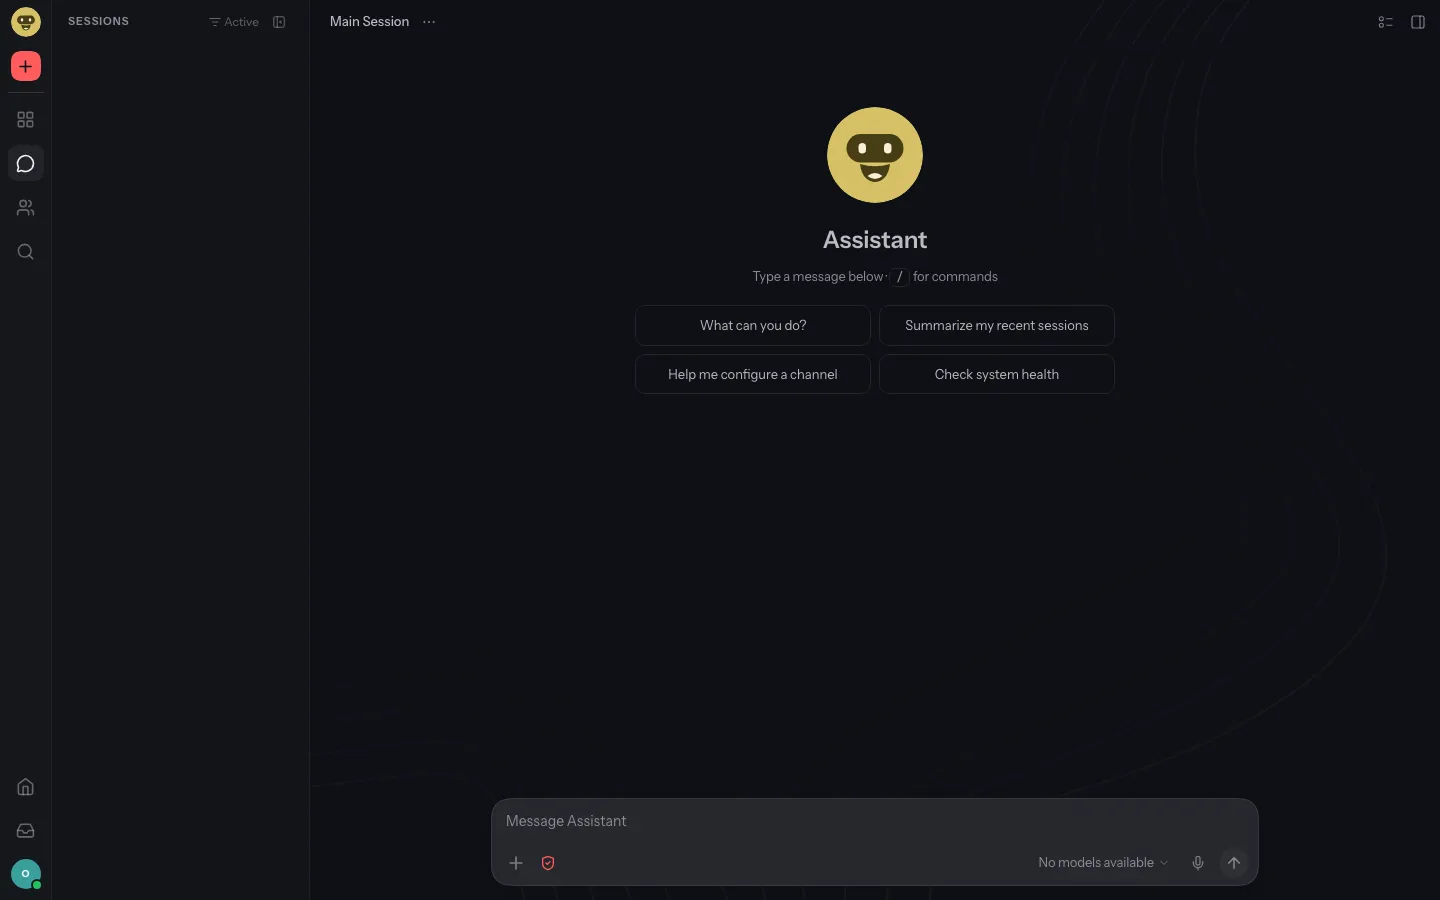 SESSIONS
Active
Main Session
Assistant
Type a message below · / for commands
What can you do?
Summarize my recent sessions
Help me configure a channel
Check system health
Message Assistant
No models available
O